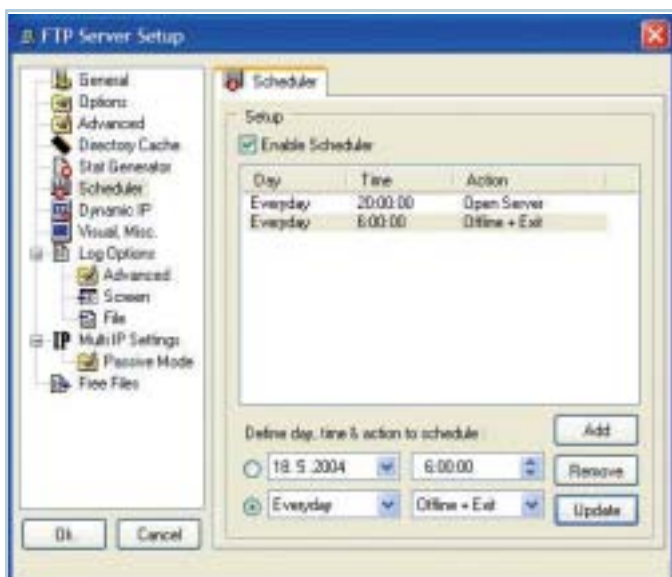 FTP Server Setup
General
Options
Advanced
Directory Cache
Stat Generator
Scheduler
Dynamic IP
Visual, Misc.
Log Options
Advanced
Screen
File
IP Multi IP Settings
Passive Mode
Free Files
Ok
Cancel
Scheduler
Setup
Enable Scheduler
Day Time Action
Everyday 20:00:00 Open Server
Everyday 6:00:00 Offline + Exit
Define day, time & action to schedule :
Add
18. 5 .2004 6:00:00
Remove
Everyday Offline + Exit
Update